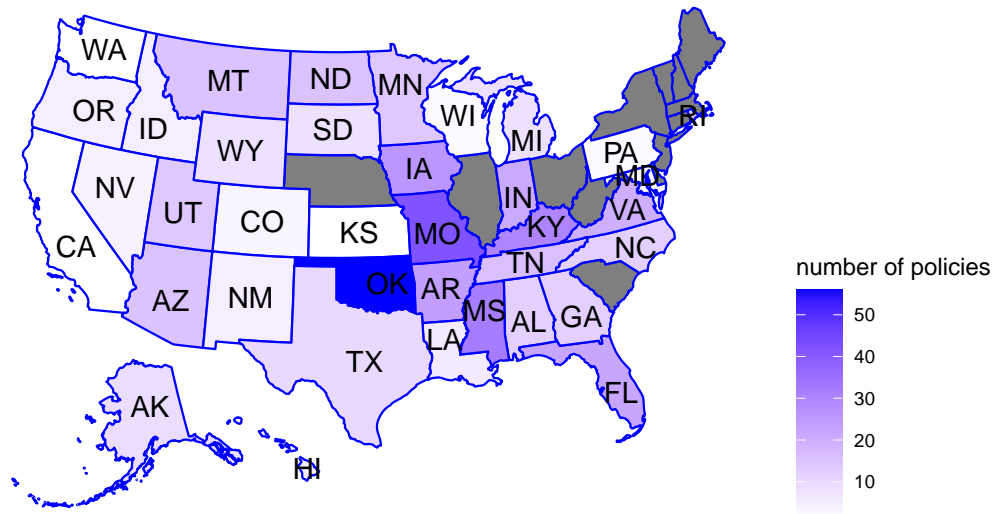 WA
MT
ND
MN
OR
ID
SD
WI
MI
RI
WY
PA
NV
IA
MD
UT
CO
KS
IN
VA
MO
KY
CA
NC
TN
AZ
NM
OK
AR
MS
AL
GA
LA
TX
FL
AK
HI
number of policies
50
40
30
20
10